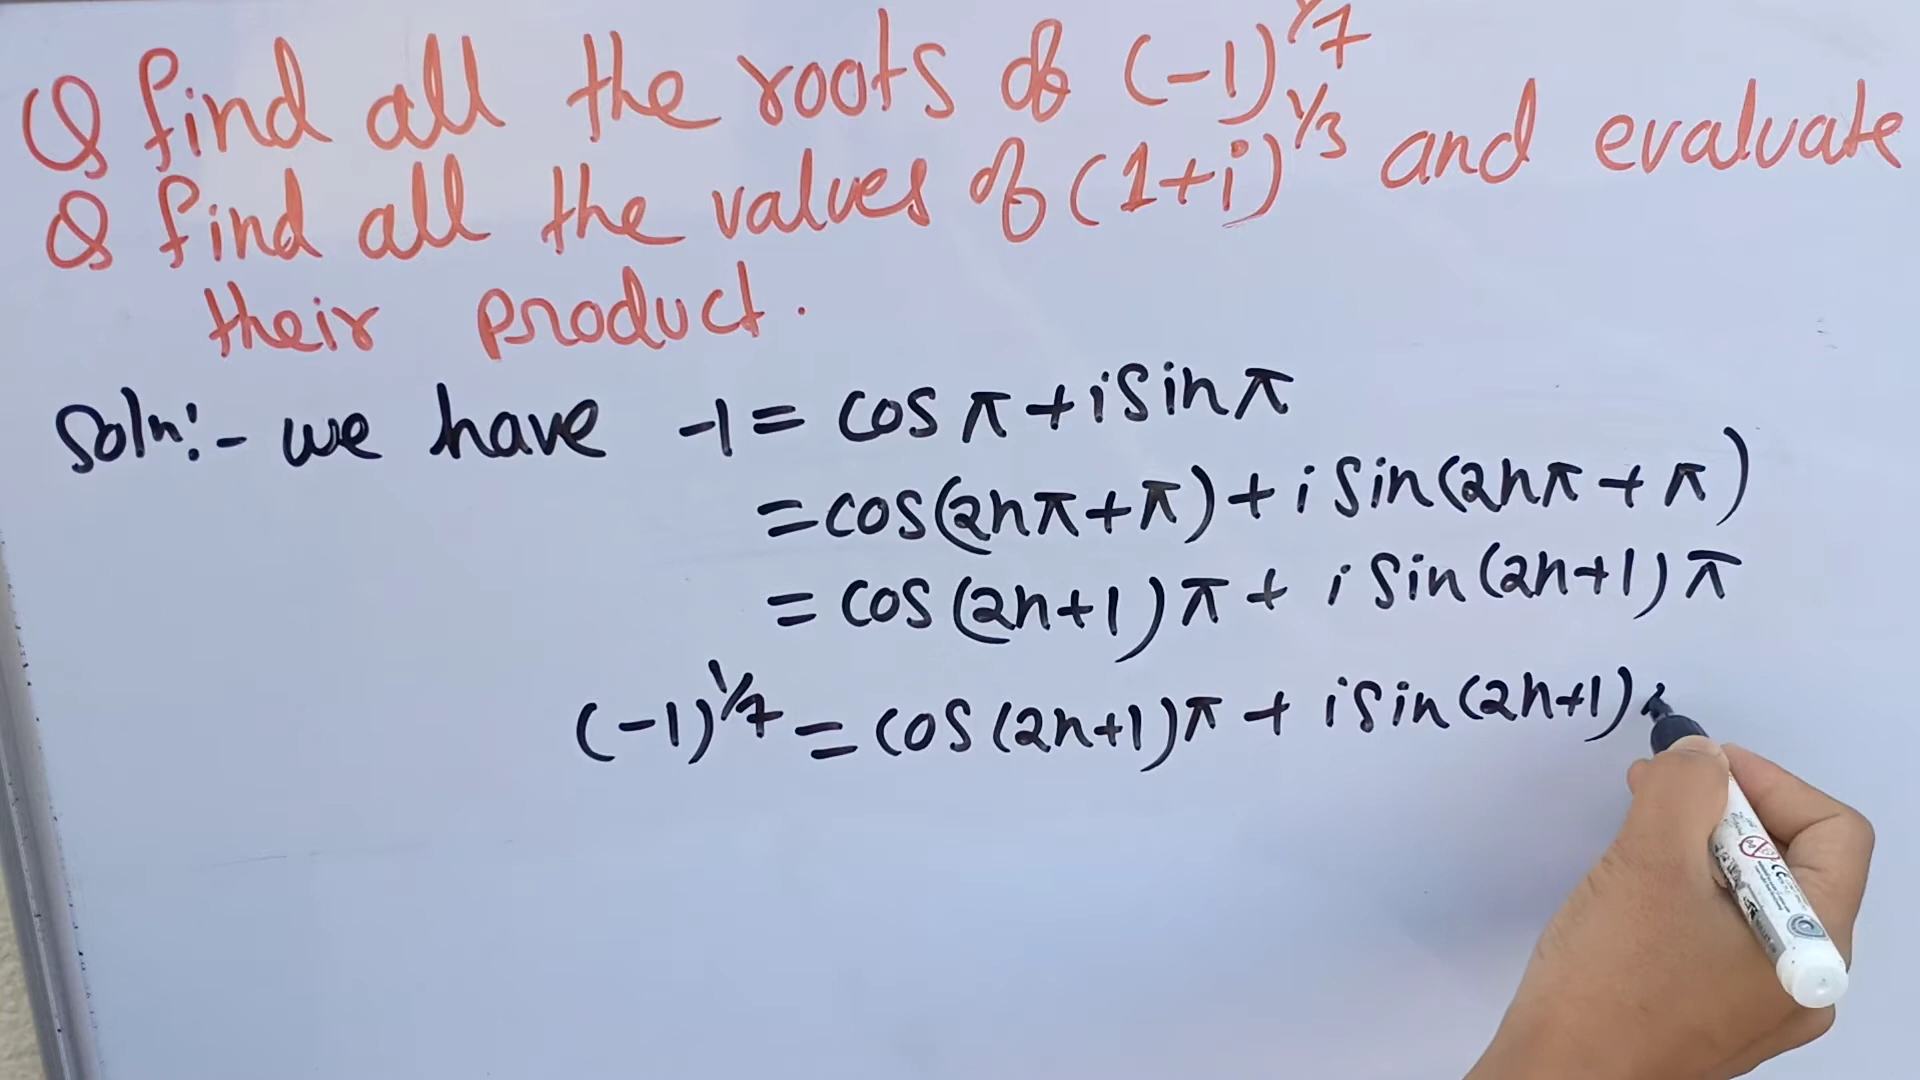 Q find all the roots of (-1)^1/7
Q find all the values of (1+i)^1/3 and evaluate
their product.
Soln:- we have -1 = cos π + i sin π
= cos(2nπ+π) + i sin(2nπ + π)
= cos (2n+1)π + i sin (2n+1) π
(-1)^1/7 = cos (2n+1)π + i sin (2n+1)